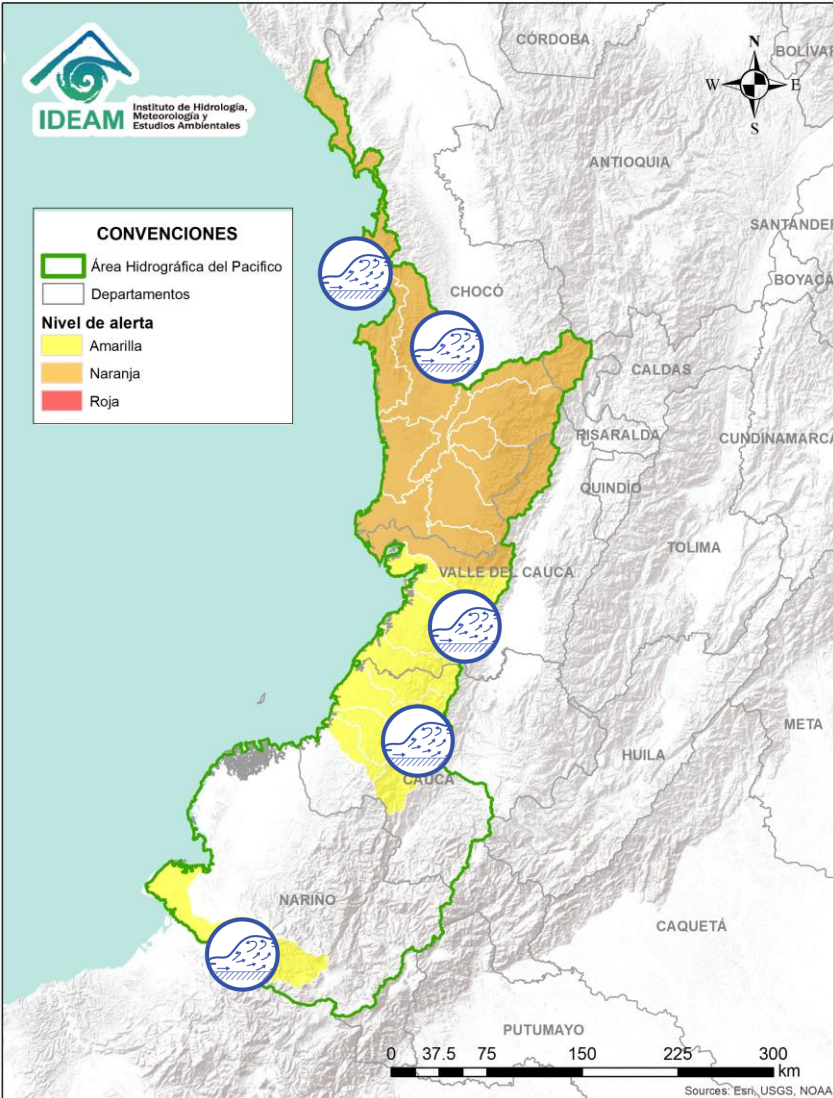 IDEAM
Instituto de Hidrología,
Meteorología y
Estudios Ambientales
CONVENCIONES
Área Hidrográfica del Pacifico
Departamentos
Nivel de alerta
Amarilla
Naranja
Roja
N
W E
S
CÓRDOBA
BOLÍVAR
ANTIOQUIA
SANTANDER
BOYACÁ
CHOCÓ
CALDAS
RISARALDA
CUNDINAMARCA
QUINDÍO
TOLIMA
VALLE DEL CAUCA
META
HUILA
CAUCA
NARIÑO
CAQUETÁ
PUTUMAYO
0 37.5 75 150 225 300
km
Sources: Esri, USGS, NOAA